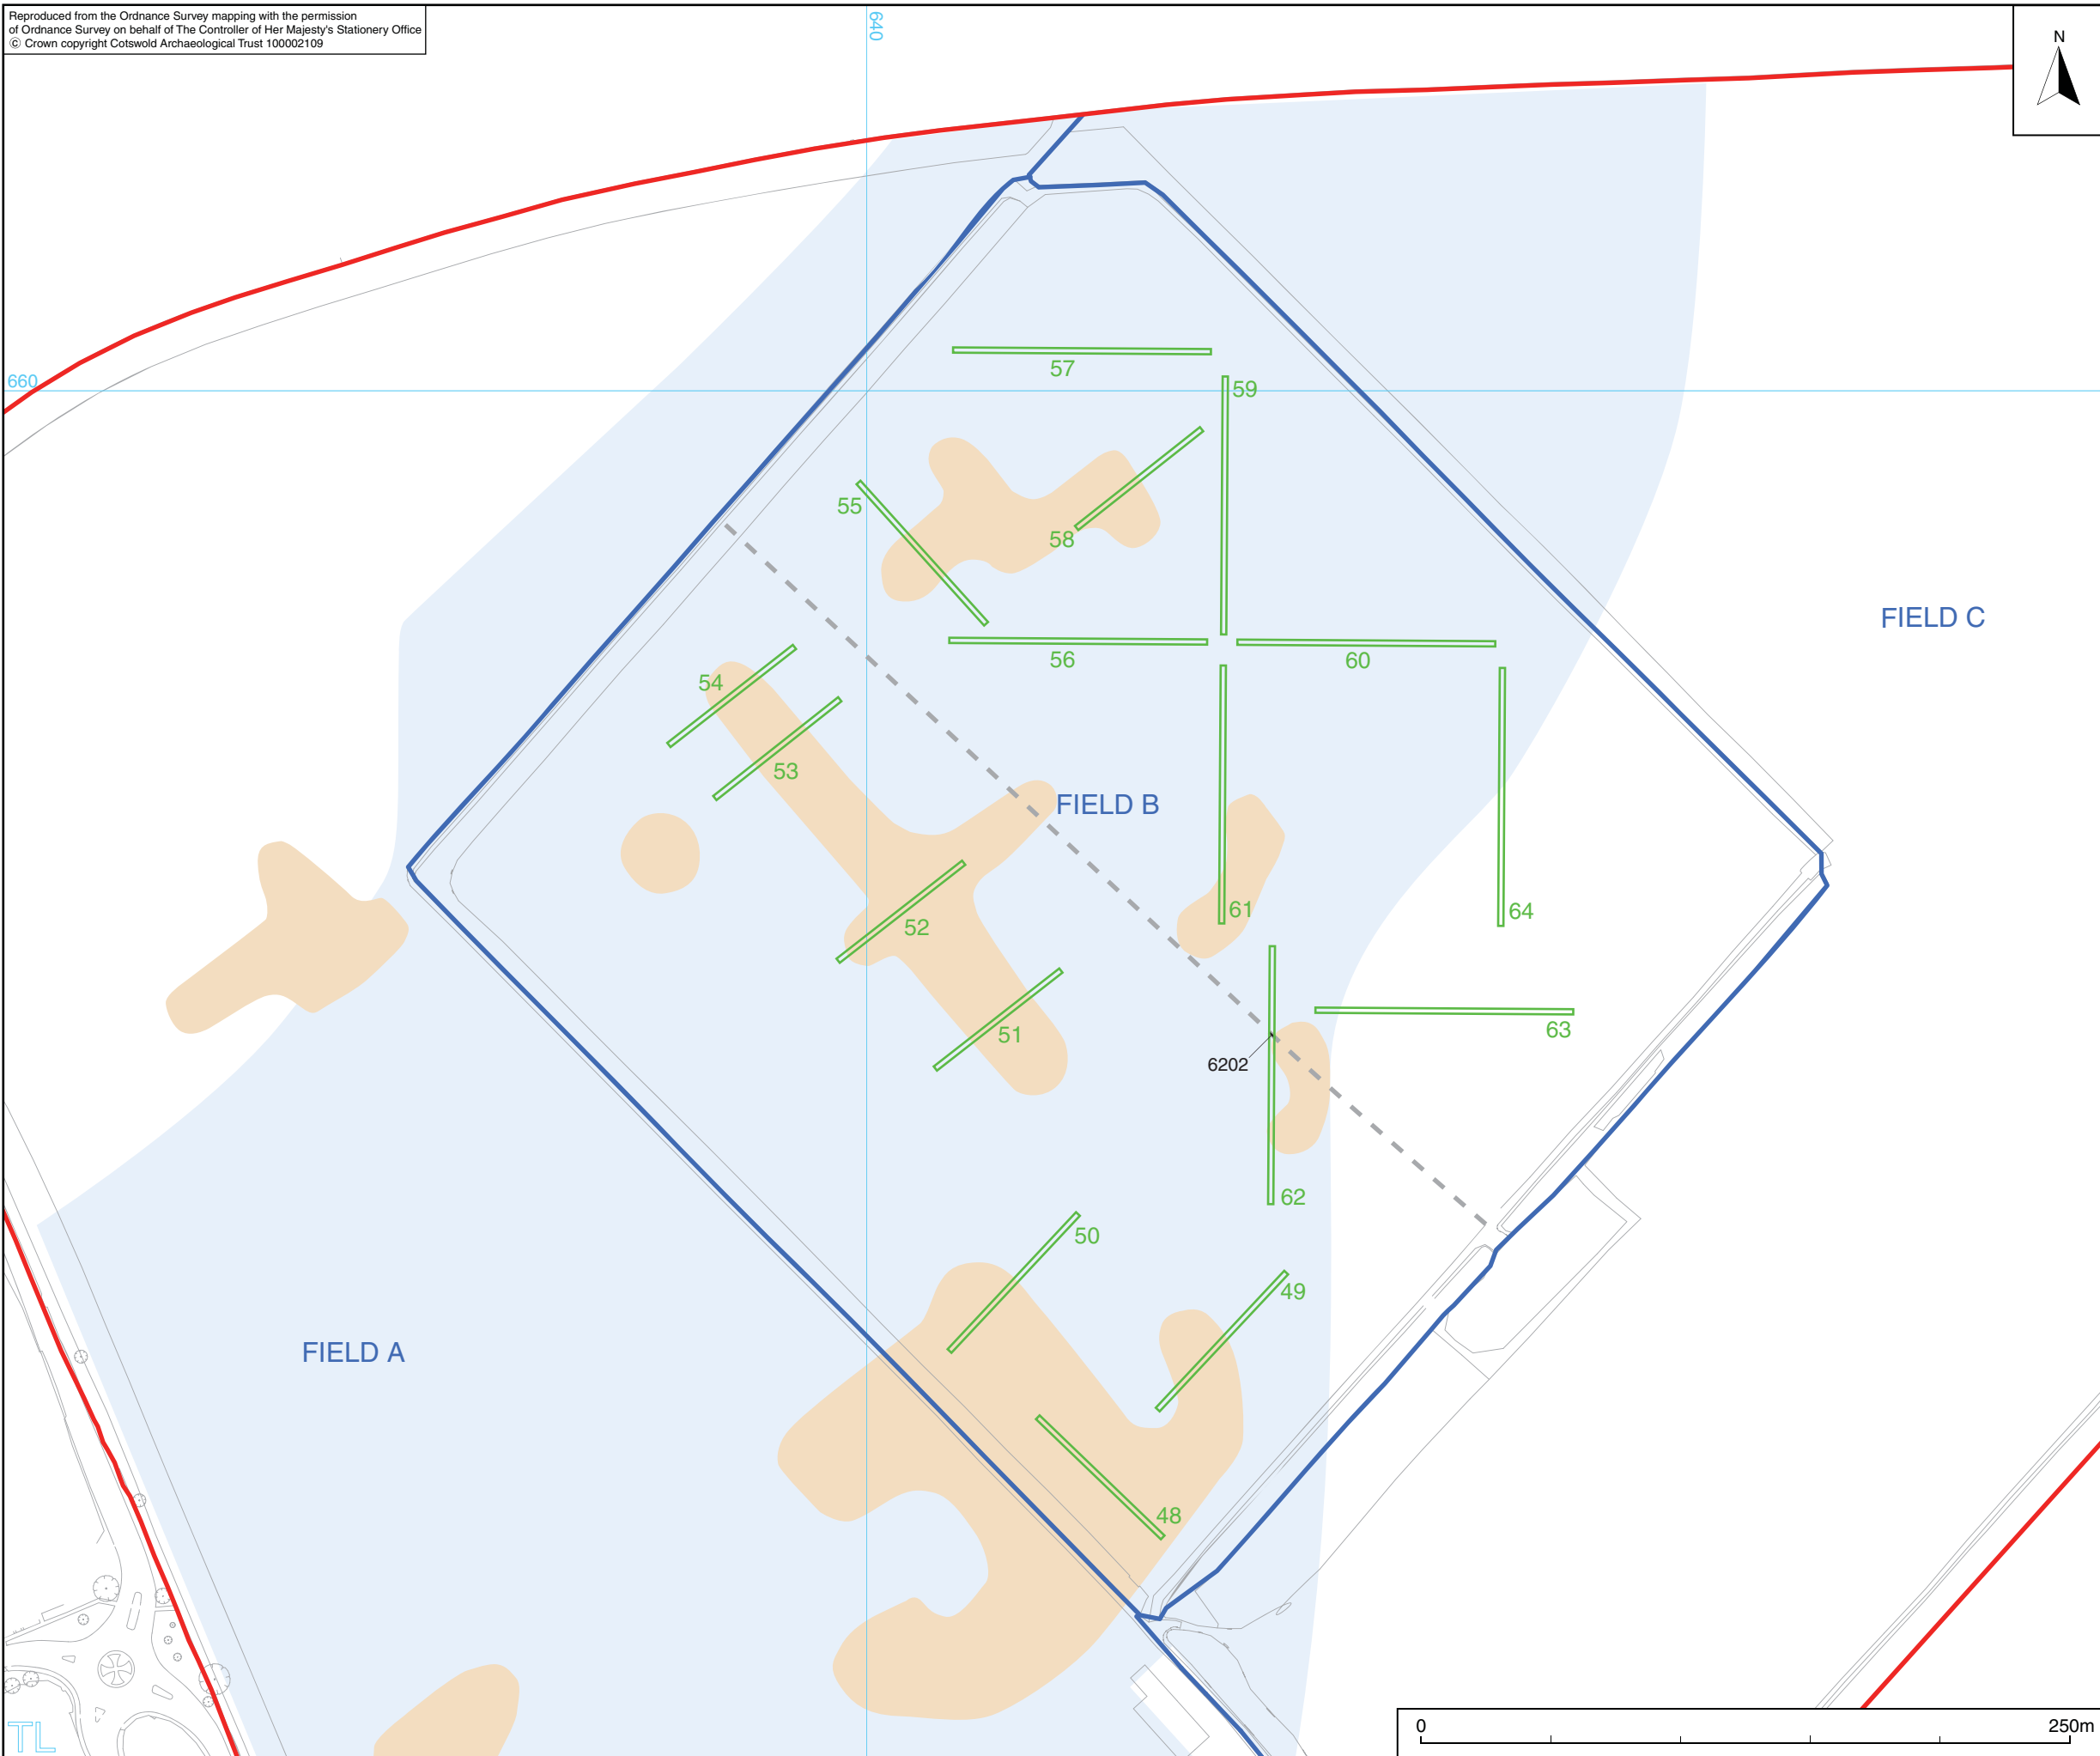 Reproduced from the Ordnance Survey mapping with the permission
of Ordnance Survey on behalf of The Controller of Her Majesty's Stationery Office
© Crown copyright Cotswold Archaeological Trust 100002109
640
N
57
660
59
55
58
FIELD C
56
60
54
53
FIELD B
61
64
52
63
51
6202
62
50
49
FIELD A
48
TL
0
250m